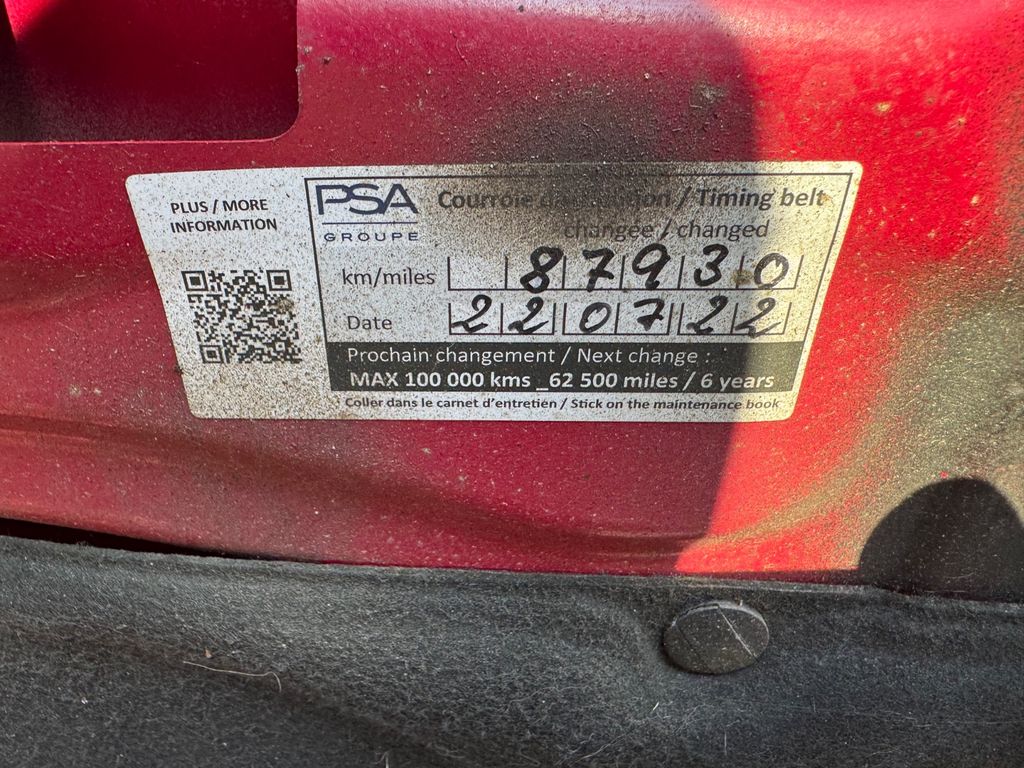 PLUS / MORE
INFORMATION
PSA
GROUPE
Courroie distribution / Timing belt
changée / changed
km/miles 87930
Date 220722
Prochain changement / Next change :
MAX 100 000 kms _62 500 miles / 6 years
Coller dans le carnet d'entretien / Stick on the maintenance book